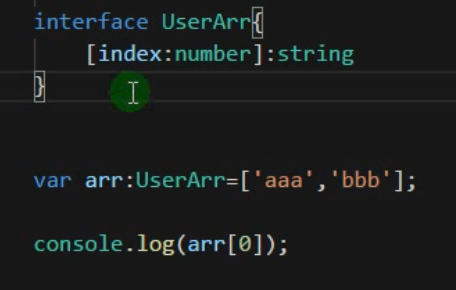 interface UserArr{
    [index:number]:string
}
var arr:UserArr=['aaa','bbb'];
console.log(arr[0]);